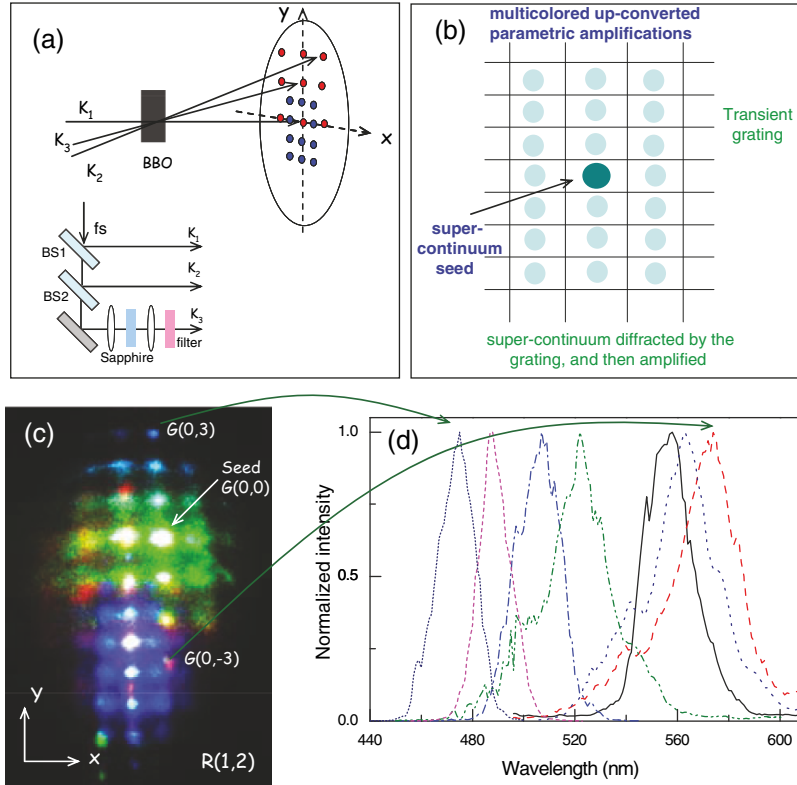 (a)
y
K1
K3
K2
BBO
x
fs
BS1
K1
BS2
K2
K3
Sapphire
filter
(b)
multicolored up-converted
parametric amplifications
Transient
grating
super-
continuum
seed
super-continuum diffracted by the
grating, and then amplified
(c)
G(0,3)
Seed
G(0,0)
G(0,-3)
y
x
R(1,2)
(d)
Normalized intensity
1.0
0.5
0.0
440 480 520 560 600
Wavelength (nm)